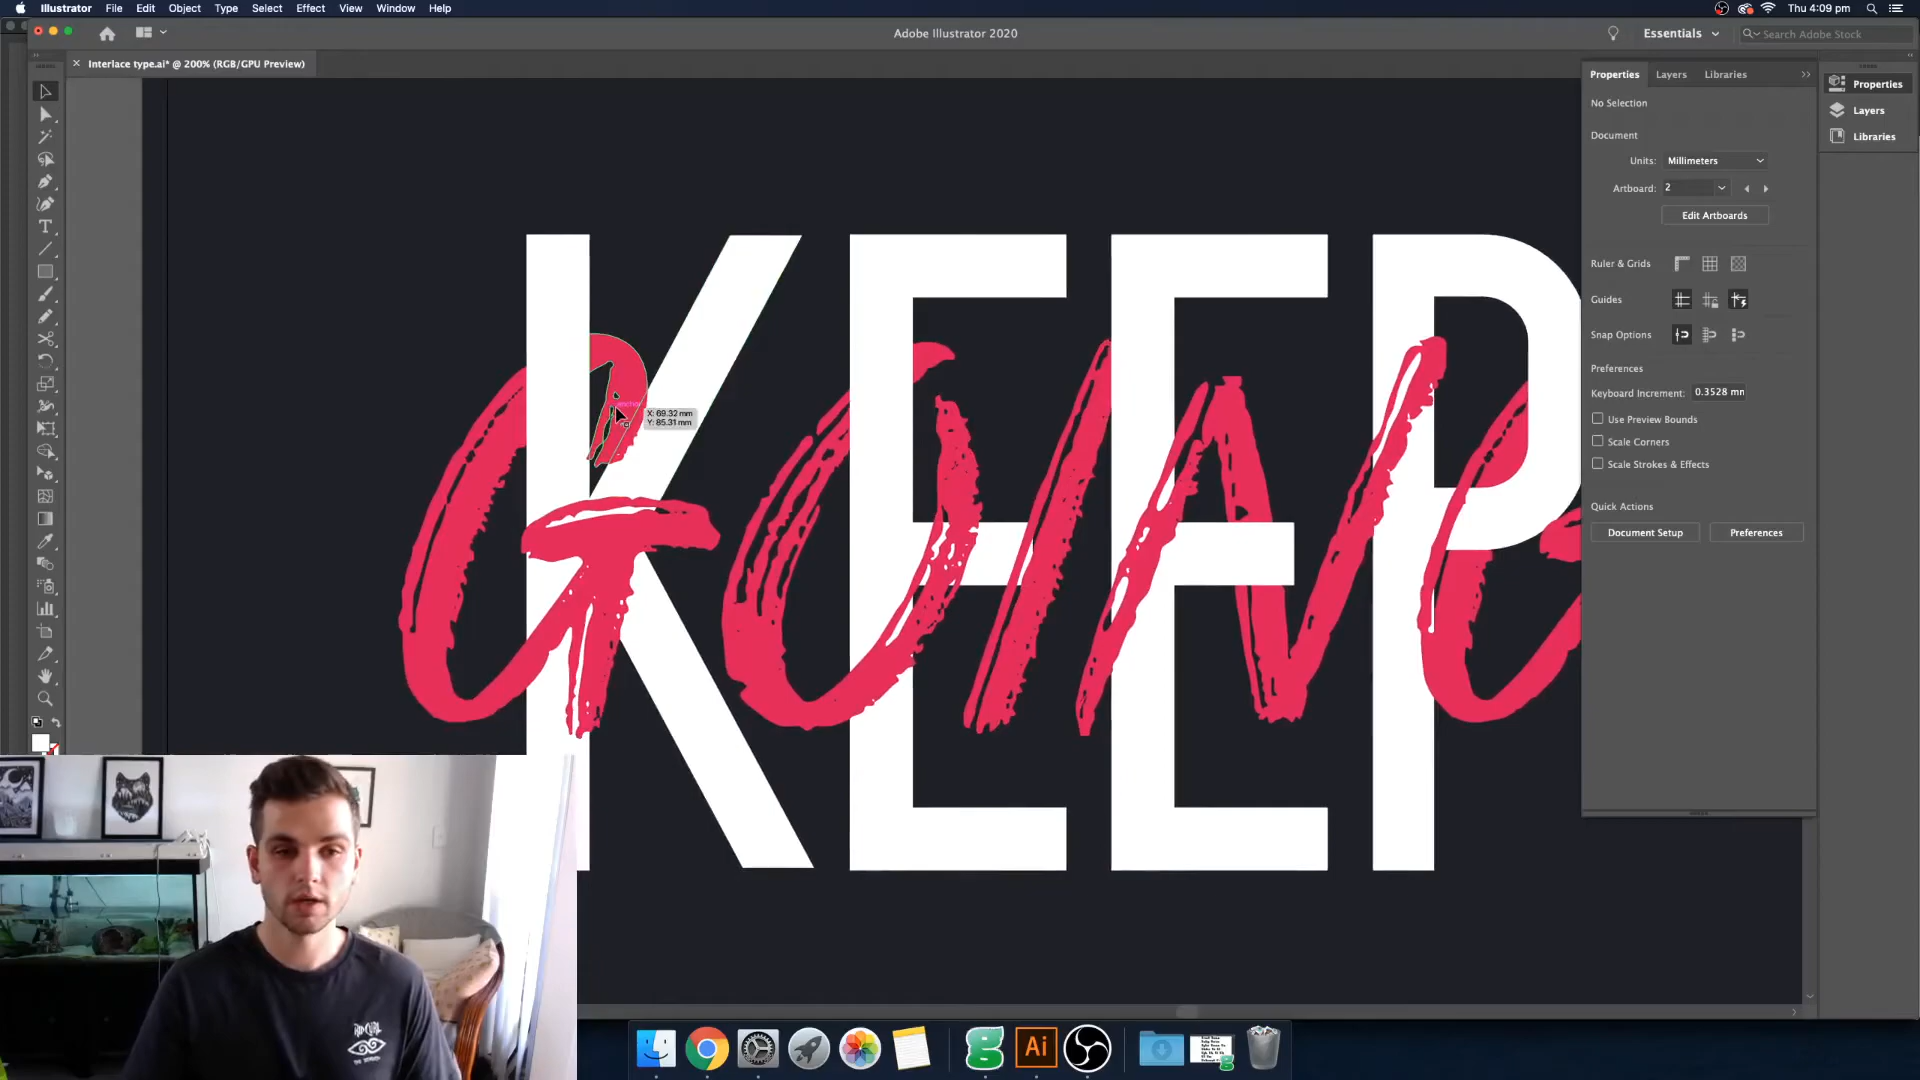 Illustrator File Edit Object Type Select Effect View Window Help
Thu 4:09 pm
Adobe Illustrator 2020
Essentials
Search Adobe Stock
× Interlace type.ai* @ 200% (RGB/GPU Preview)
Properties Layers Libraries
Properties
Layers
Libraries
No Selection
Document
Units: Millimeters
Artboard: 2
Edit Artboards
Ruler & Grids
Guides
Snap Options
Preferences
Keyboard Increment: 0.3528 mm
Use Preview Bounds
Scale Corners
Scale Strokes & Effects
Quick Actions
Document Setup Preferences
KEEP
X: 69.32 mm
Y: 85.31 mm
RIP CURL
Ai